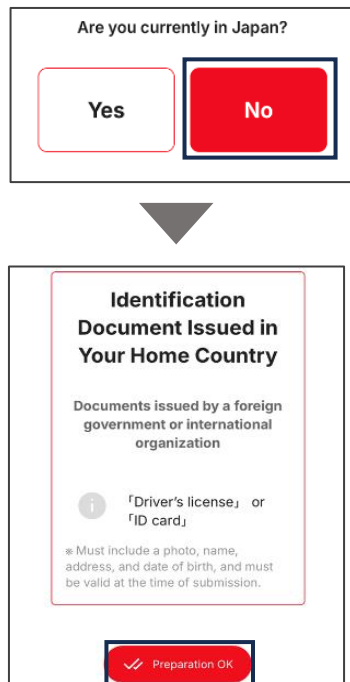 Are you currently in Japan?
Yes
No
Identification
Document Issued in
Your Home Country
Documents issued by a foreign
government or international
organization
i
「Driver's license」 or
「ID card」
※ Must include a photo, name,
address, and date of birth, and must
be valid at the time of submission.
Preparation OK